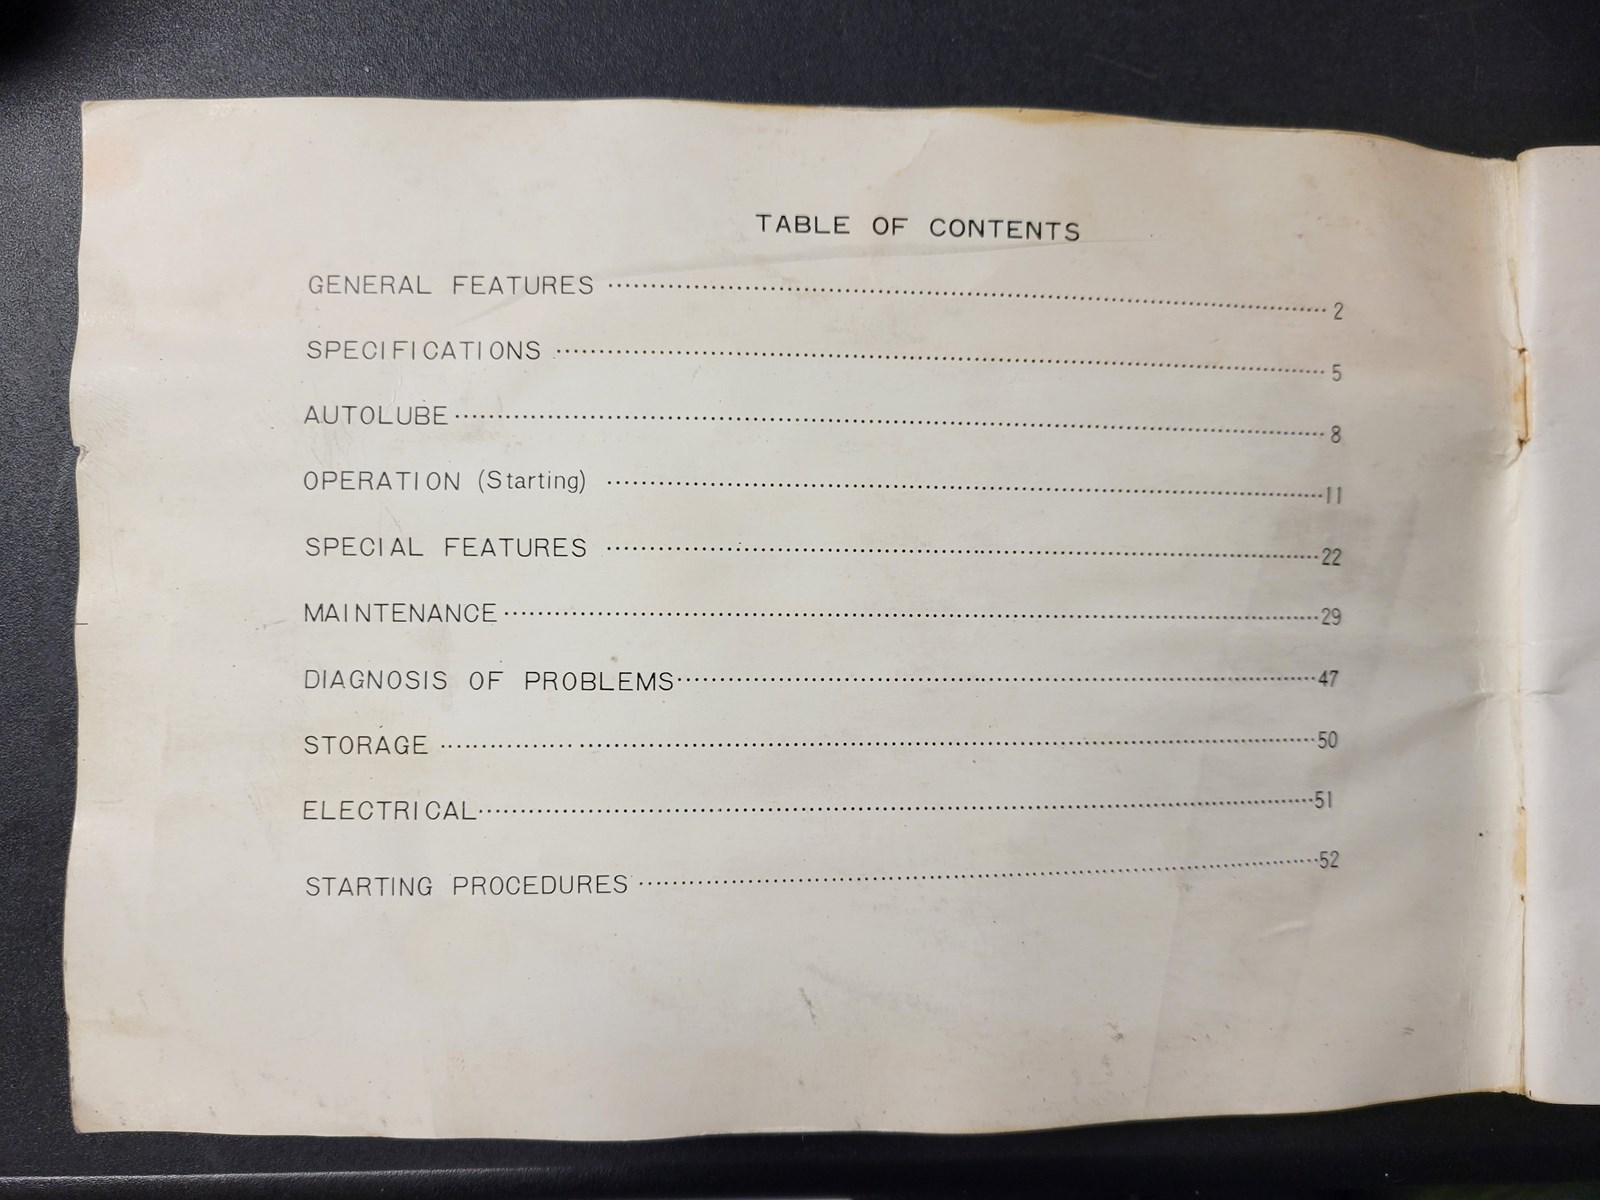 TABLE OF CONTENTS
GENERAL FEATURES ........................ 2
SPECIFICATIONS ........................ 5
AUTOLUBE ........................ 8
OPERATION (Starting) ........................ 11
SPECIAL FEATURES ........................ 22
MAINTENANCE ........................ 29
DIAGNOSIS OF PROBLEMS ........................ 47
STORAGE ........................ 50
ELECTRICAL ........................ 51
STARTING PROCEDURES ........................ 52